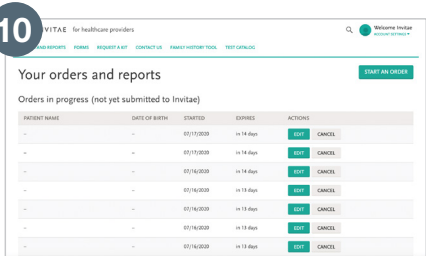 10
INVITAE for healthcare providers
Welcome Invitae
ACCOUNT SETTINGS
AND REPORTS FORMS REQUEST A KIT CONTACT US FAMILY HISTORY TOOL TEST CATALOG
Your orders and reports
START AN ORDER
Orders in progress (not yet submitted to Invitae)
PATIENT NAME DATE OF BIRTH STARTED EXPIRES ACTIONS
– – 07/17/2020 in 14 days EDIT CANCEL
– – 07/17/2020 in 14 days EDIT CANCEL
– – 07/16/2020 in 14 days EDIT CANCEL
– – 07/16/2020 in 13 days EDIT CANCEL
– – 07/16/2020 in 13 days EDIT CANCEL
– – 07/16/2020 in 13 days EDIT CANCEL
– – 07/16/2020 in 13 days EDIT CANCEL